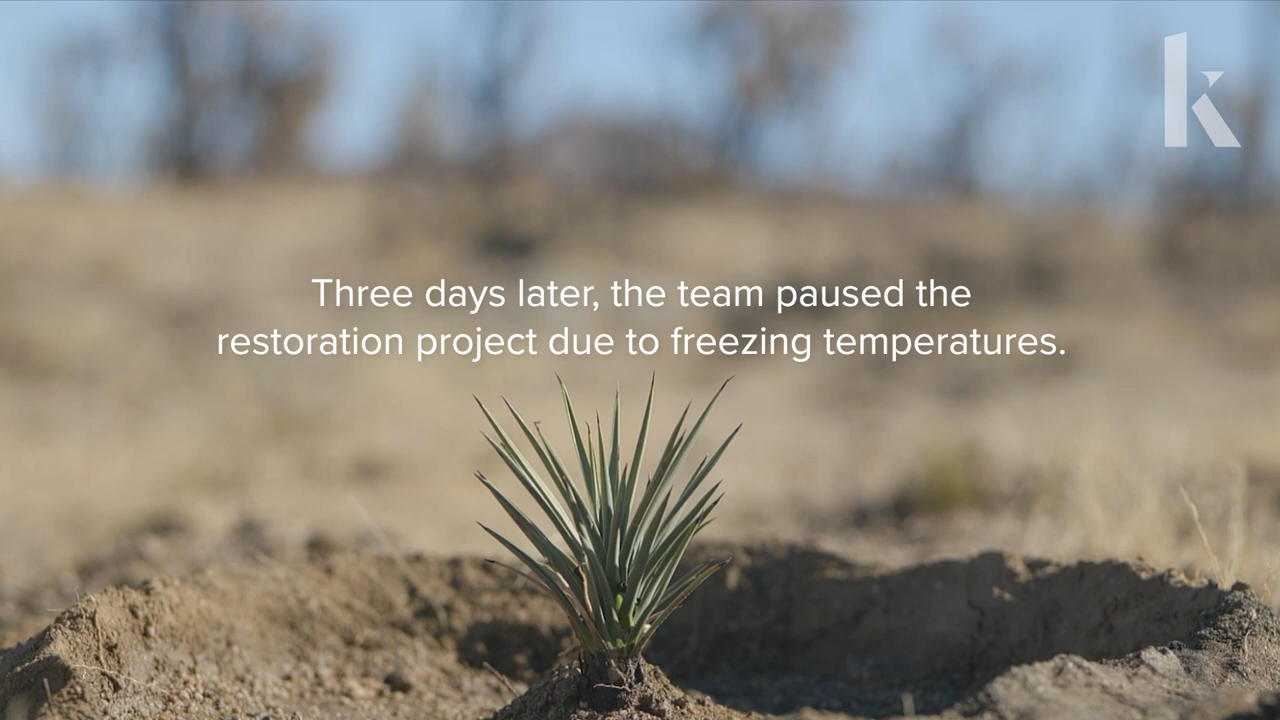 k
Three days later, the team paused the
restoration project due to freezing temperatures.